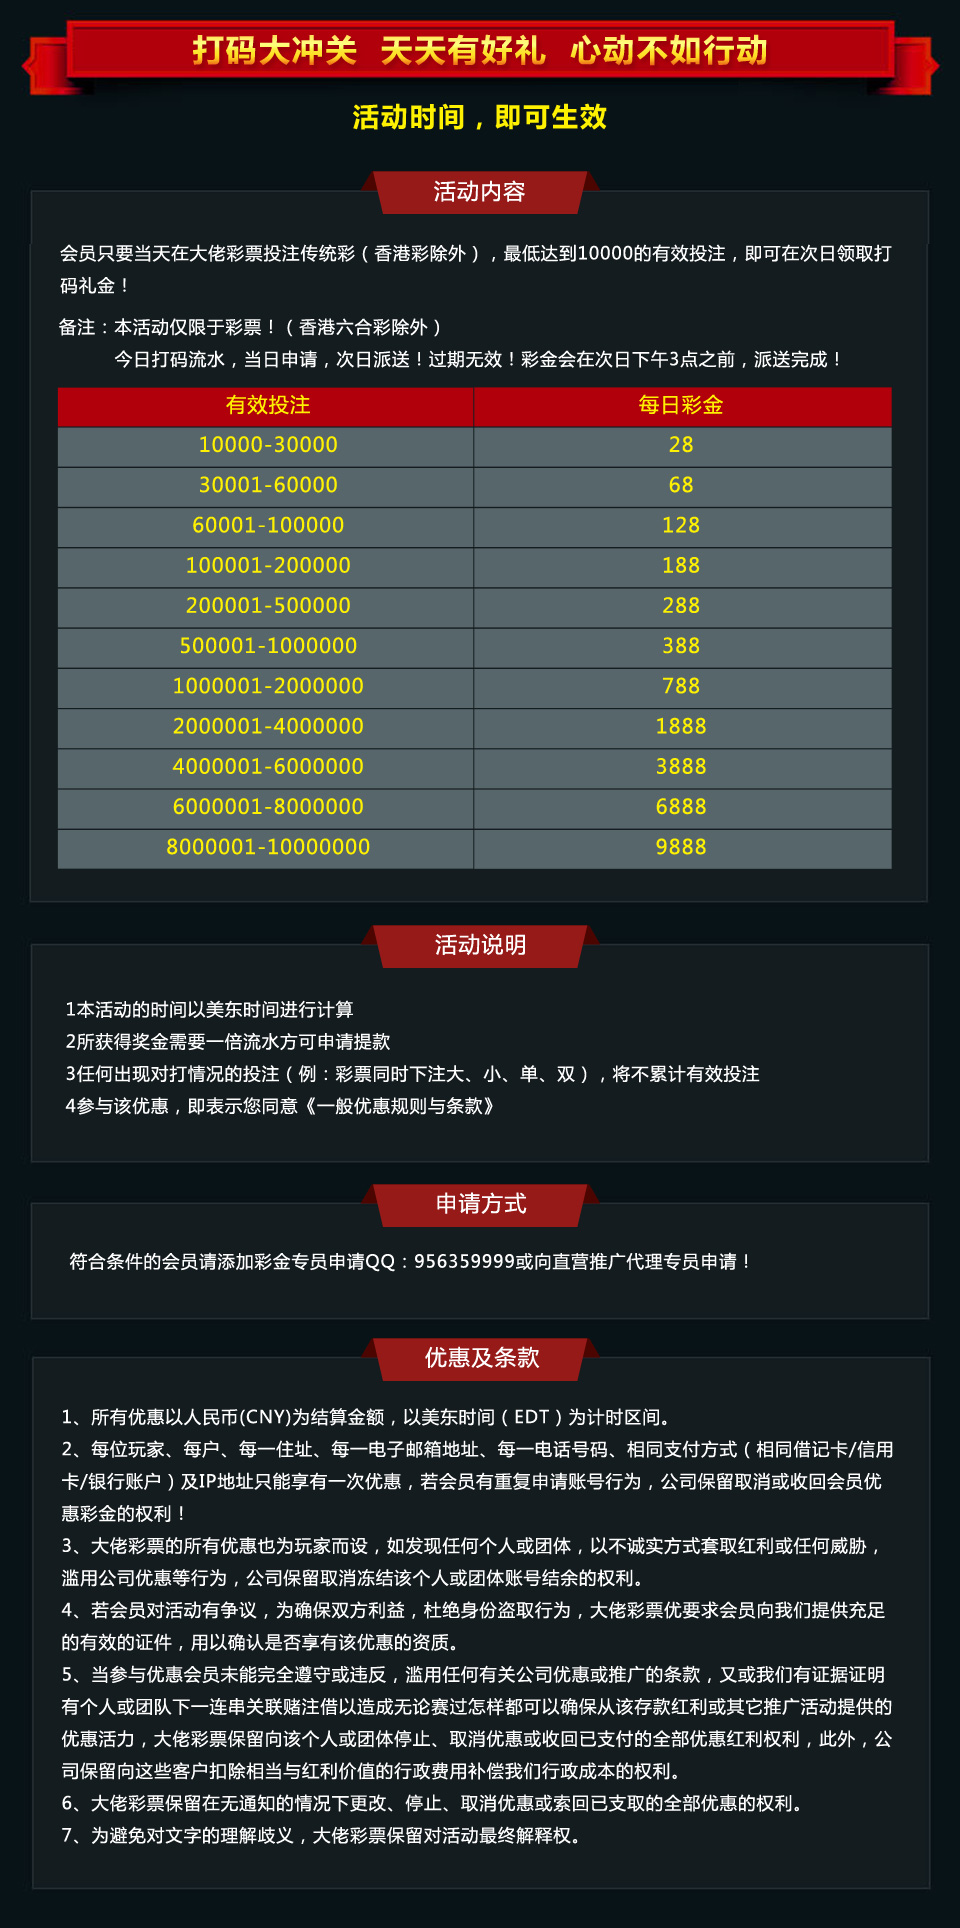 打码大冲关 天天有好礼 心动不如行动
活动时间，即可生效
活动内容
会员只要当天在大佬彩票投注传统彩（香港彩除外），最低达到10000的有效投注，即可在次日领取打
码礼金！
备注：本活动仅限于彩票！（香港六合彩除外）
今日打码流水，当日申请，次日派送！过期无效！彩金会在次日下午3点之前，派送完成！
有效投注 每日彩金
10000-30000 28
30001-60000 68
60001-100000 128
100001-200000 188
200001-500000 288
500001-1000000 388
1000001-2000000 788
2000001-4000000 1888
4000001-6000000 3888
6000001-8000000 6888
8000001-10000000 9888
活动说明
1本活动的时间以美东时间进行计算
2所获得奖金需要一倍流水方可申请提款
3任何出现对打情况的投注（例：彩票同时下注大、小、单、双），将不累计有效投注
4参与该优惠，即表示您同意《一般优惠规则与条款》
申请方式
符合条件的会员请添加彩金专员申请QQ：956359999或向直营推广代理专员申请！
优惠及条款
1、所有优惠以人民币(CNY)为结算金额，以美东时间（EDT）为计时区间。
2、每位玩家、每户、每一住址、每一电子邮箱地址、每一电话号码、相同支付方式（相同借记卡/信用
卡/银行账户）及IP地址只能享有一次优惠，若会员有重复申请账号行为，公司保留取消或收回会员优
惠彩金的权利！
3、大佬彩票的所有优惠也为玩家而设，如发现任何个人或团体，以不诚实方式套取红利或任何威胁，
滥用公司优惠等行为，公司保留取消冻结该个人或团体账号结余的权利。
4、若会员对活动有争议，为确保双方利益，杜绝身份盗取行为，大佬彩票优要求会员向我们提供充足
的有效的证件，用以确认是否享有该优惠的资质。
5、当参与优惠会员未能完全遵守或违反，滥用任何有关公司优惠或推广的条款，又或我们有证据证明
有个人或团队下一连串关联赌注借以造成无论赛过怎样都可以确保从该存款红利或其它推广活动提供的
优惠活力，大佬彩票保留向该个人或团体停止、取消优惠或收回已支付的全部优惠红利权利，此外，公
司保留向这些客户扣除相当与红利价值的行政费用补偿我们行政成本的权利。
6、大佬彩票保留在无通知的情况下更改、停止、取消优惠或索回已支取的全部优惠的权利。
7、为避免对文字的理解歧义，大佬彩票保留对活动最终解释权。